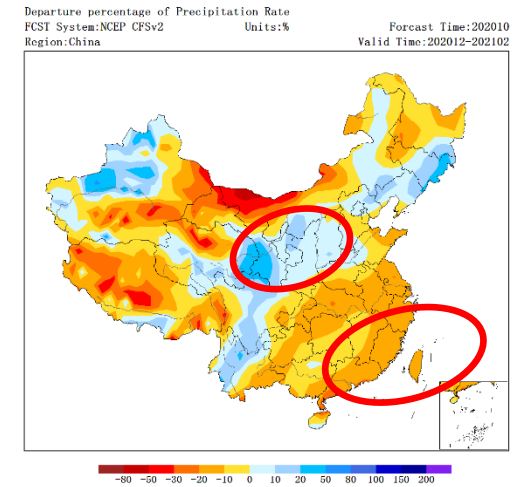 Departure percentage of Precipitation Rate
FCST System:NCEP CFSv2 Units:% Forcast Time:202010
Region:China Valid Time:202012-202102
-80 -50 -30 -20 -10 0 10 20 50 80 100 150 200